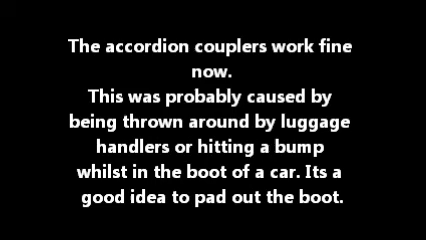 The accordion couplers work fine
now.
This was probably caused by
being thrown around by luggage
handlers or hitting a bump
whilst in the boot of a car. Its a
good idea to pad out the boot.